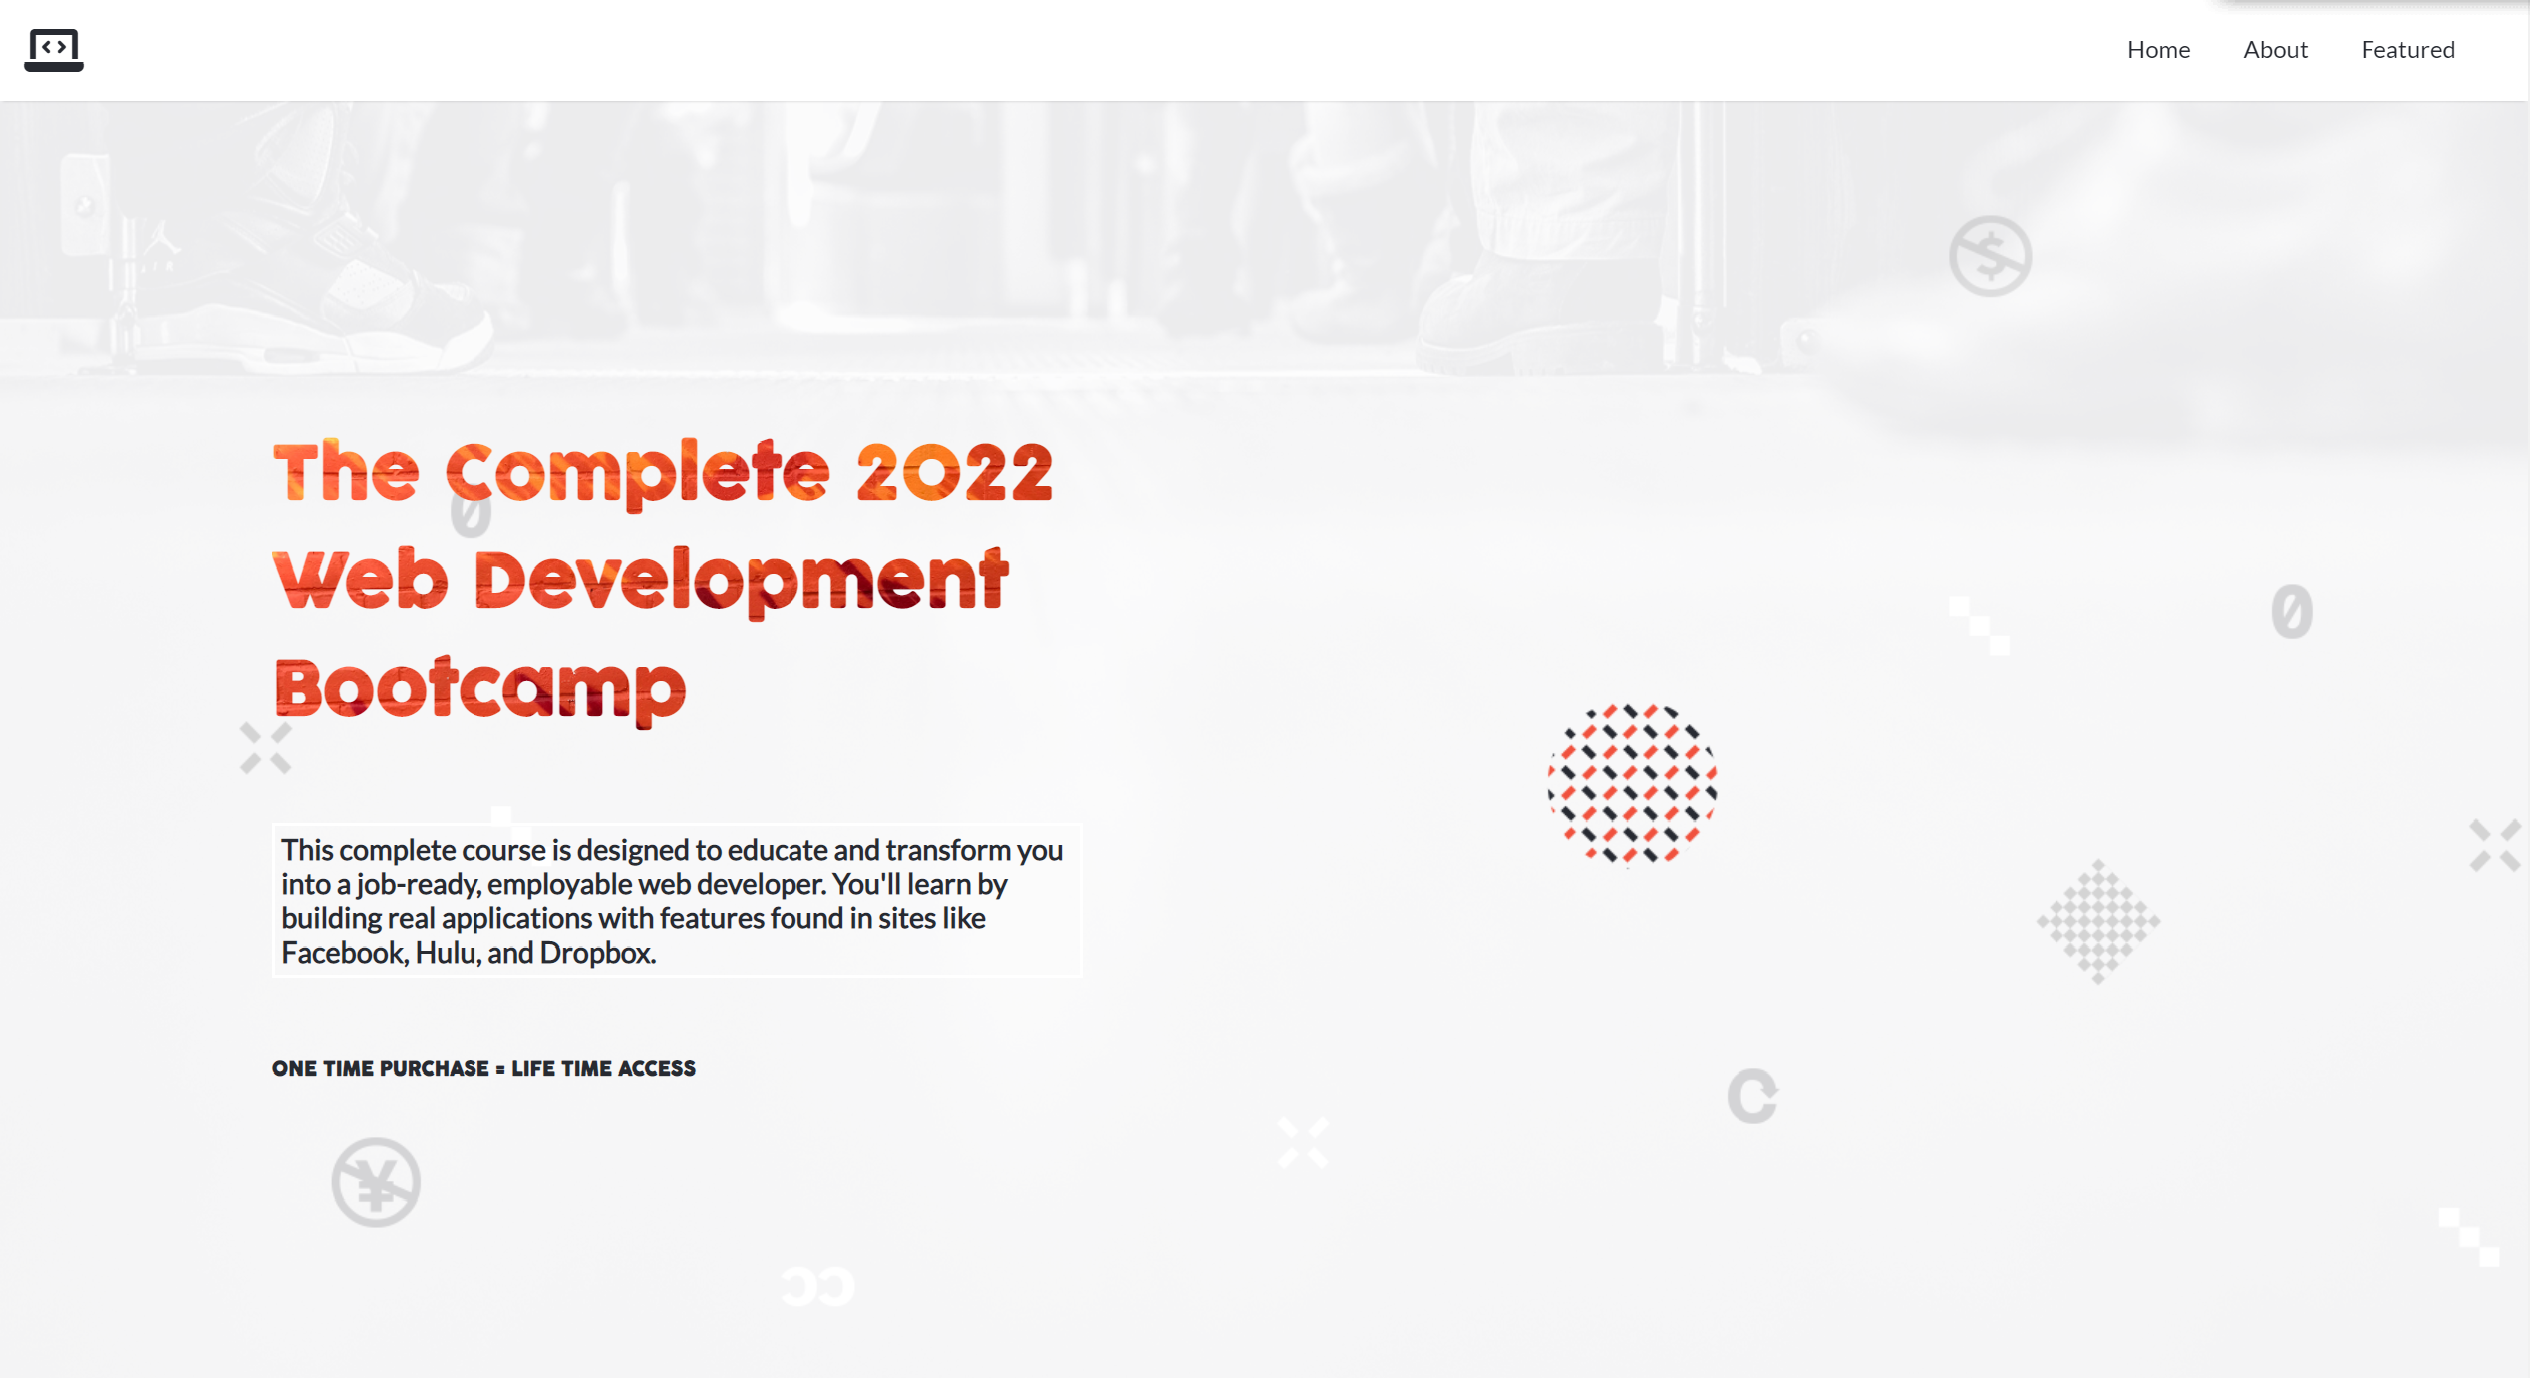 Home
About
Featured
The Complete 2022
Web Development
Bootcamp
This complete course is designed to educate and transform you
into a job-ready, employable web developer. You'll learn by
building real applications with features found in sites like
Facebook, Hulu, and Dropbox.
ONE TIME PURCHASE = LIFE TIME ACCESS